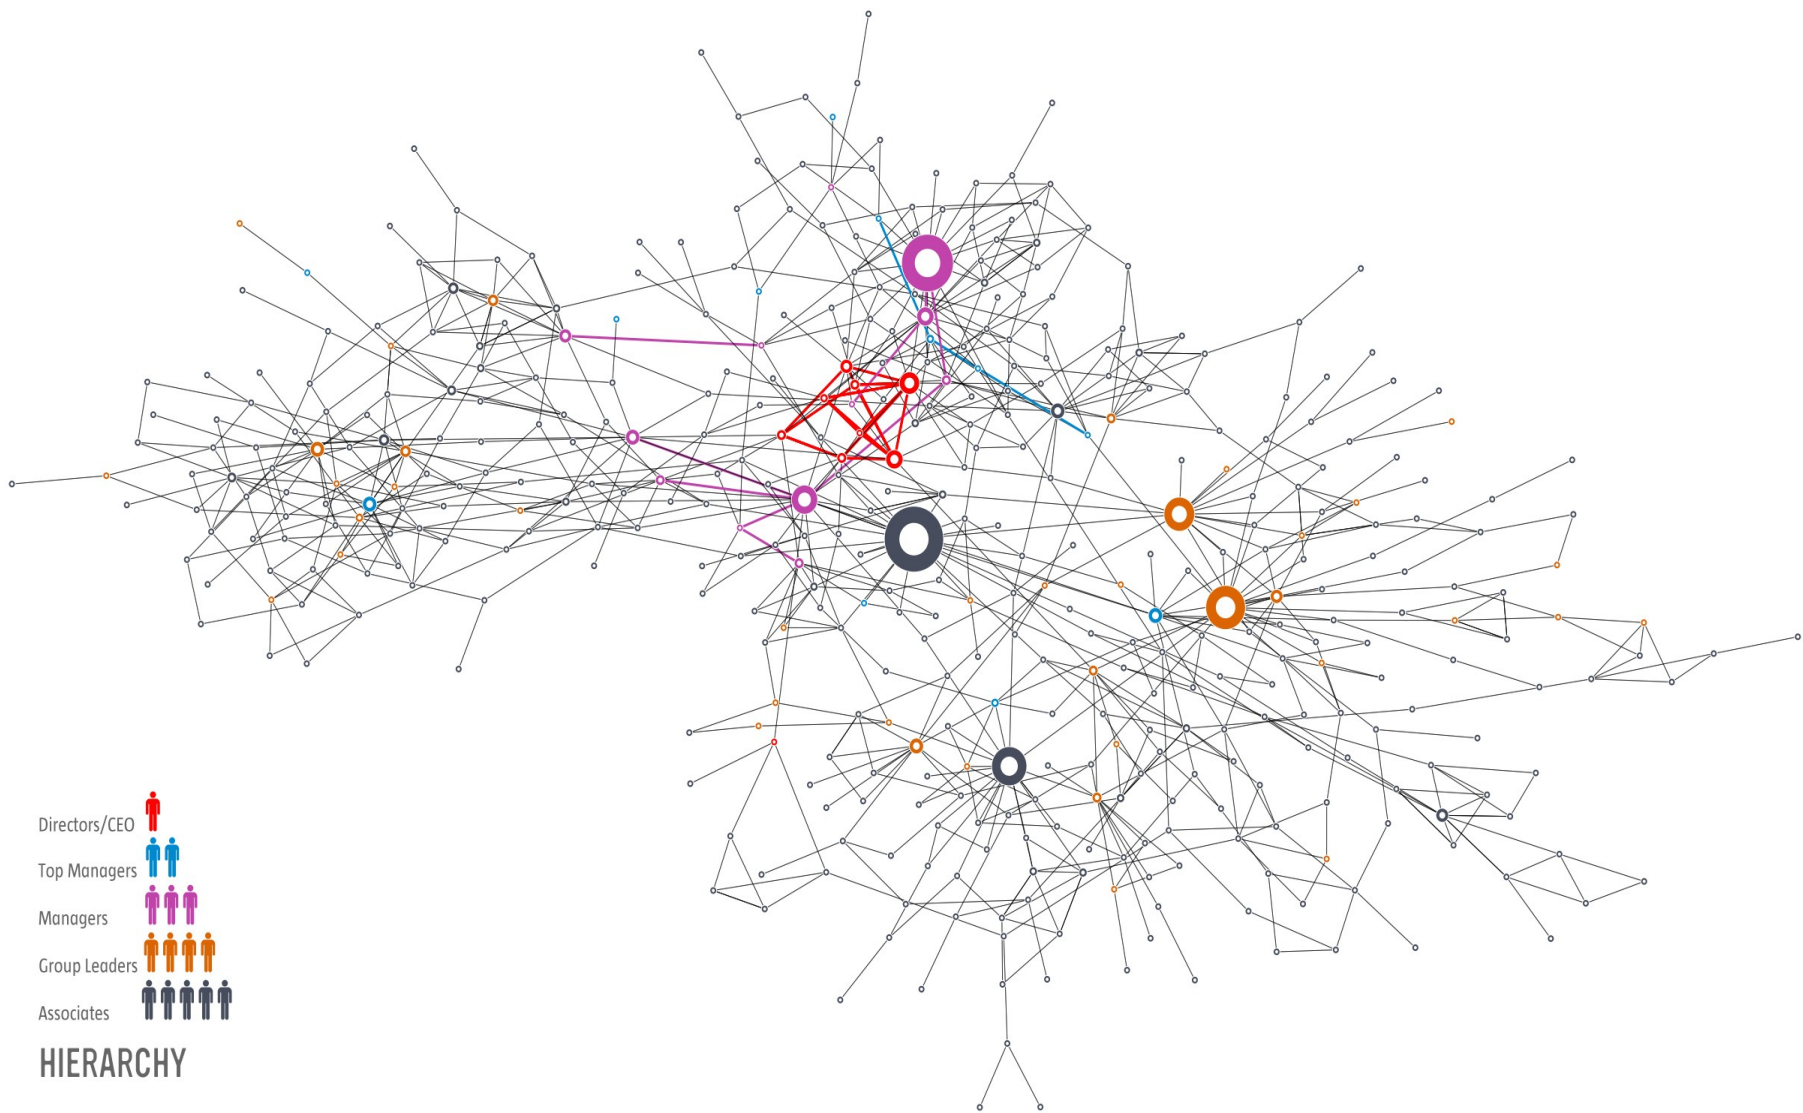 Directors/CEO
Top Managers
Managers
Group Leaders
Associates
HIERARCHY